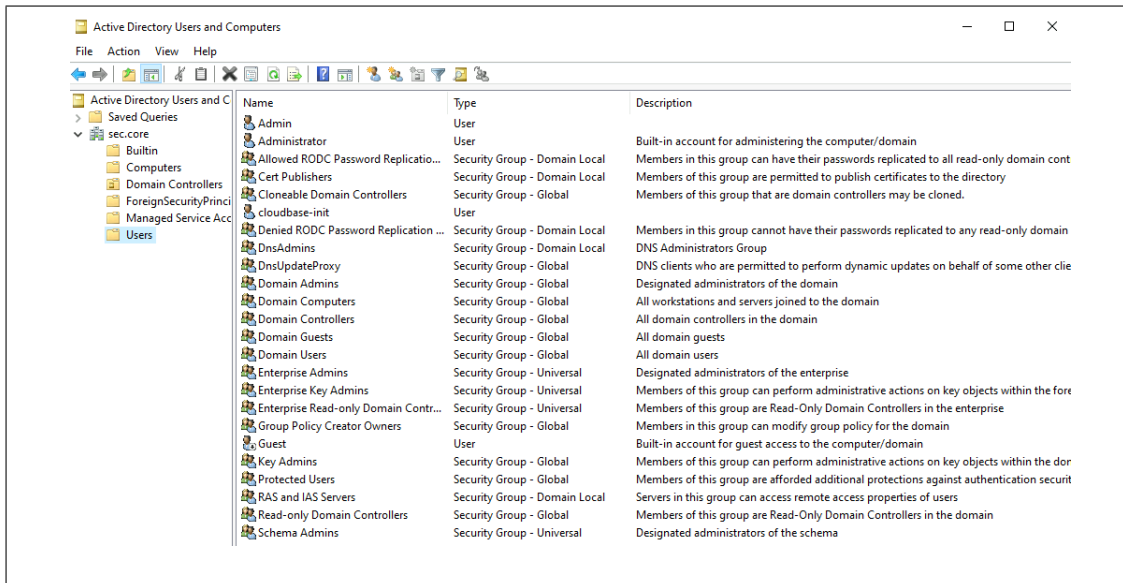 Active Directory Users and Computers
File Action View Help
Active Directory Users and C
Saved Queries
sec.core
Builtin
Computers
Domain Controllers
ForeignSecurityPrinci
Managed Service Acc
Users
Name Type Description
Admin User
Administrator User Built-in account for administering the computer/domain
Allowed RODC Password Replicatio... Security Group - Domain Local Members in this group can have their passwords replicated to all read-only domain cont
Cert Publishers Security Group - Domain Local Members of this group are permitted to publish certificates to the directory
Cloneable Domain Controllers Security Group - Global Members of this group that are domain controllers may be cloned.
cloudbase-init User
Denied RODC Password Replication ... Security Group - Domain Local Members in this group cannot have their passwords replicated to any read-only domain
DnsAdmins Security Group - Domain Local DNS Administrators Group
DnsUpdateProxy Security Group - Global DNS clients who are permitted to perform dynamic updates on behalf of some other clie
Domain Admins Security Group - Global Designated administrators of the domain
Domain Computers Security Group - Global All workstations and servers joined to the domain
Domain Controllers Security Group - Global All domain controllers in the domain
Domain Guests Security Group - Global All domain guests
Domain Users Security Group - Global All domain users
Enterprise Admins Security Group - Universal Designated administrators of the enterprise
Enterprise Key Admins Security Group - Universal Members of this group can perform administrative actions on key objects within the fore
Enterprise Read-only Domain Contr... Security Group - Universal Members of this group are Read-Only Domain Controllers in the enterprise
Group Policy Creator Owners Security Group - Global Members in this group can modify group policy for the domain
Guest User Built-in account for guest access to the computer/domain
Key Admins Security Group - Global Members of this group can perform administrative actions on key objects within the dor
Protected Users Security Group - Global Members of this group are afforded additional protections against authentication securit
RAS and IAS Servers Security Group - Domain Local Servers in this group can access remote access properties of users
Read-only Domain Controllers Security Group - Global Members of this group are Read-Only Domain Controllers in the domain
Schema Admins Security Group - Universal Designated administrators of the schema